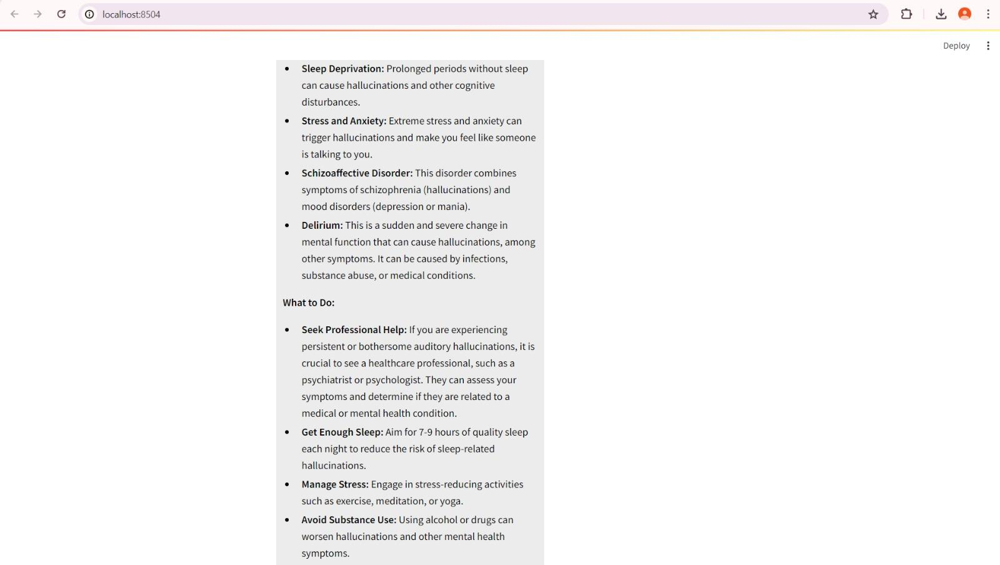 localhost:8504
Deploy
Sleep Deprivation: Prolonged periods without sleep
can cause hallucinations and other cognitive
disturbances.
Stress and Anxiety: Extreme stress and anxiety can
trigger hallucinations and make you feel like someone
is talking to you.
Schizoaffective Disorder: This disorder combines
symptoms of schizophrenia (hallucinations) and
mood disorders (depression or mania).
Delirium: This is a sudden and severe change in
mental function that can cause hallucinations, among
other symptoms. It can be caused by infections,
substance abuse, or medical conditions.
What to Do:
Seek Professional Help: If you are experiencing
persistent or bothersome auditory hallucinations, it is
crucial to see a healthcare professional, such as a
psychiatrist or psychologist. They can assess your
symptoms and determine if they are related to a
medical or mental health condition.
Get Enough Sleep: Aim for 7-9 hours of quality sleep
each night to reduce the risk of sleep-related
hallucinations.
Manage Stress: Engage in stress-reducing activities
such as exercise, meditation, or yoga.
Avoid Substance Use: Using alcohol or drugs can
worsen hallucinations and other mental health
symptoms.